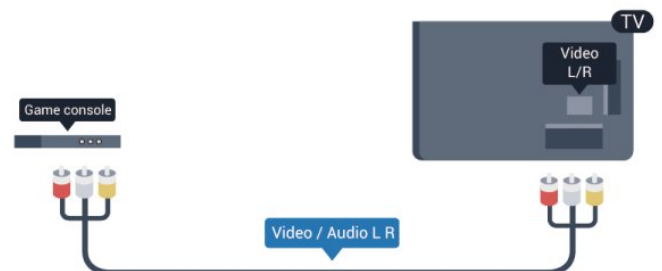 TV
Video
L/R
Game console
Video / Audio L R